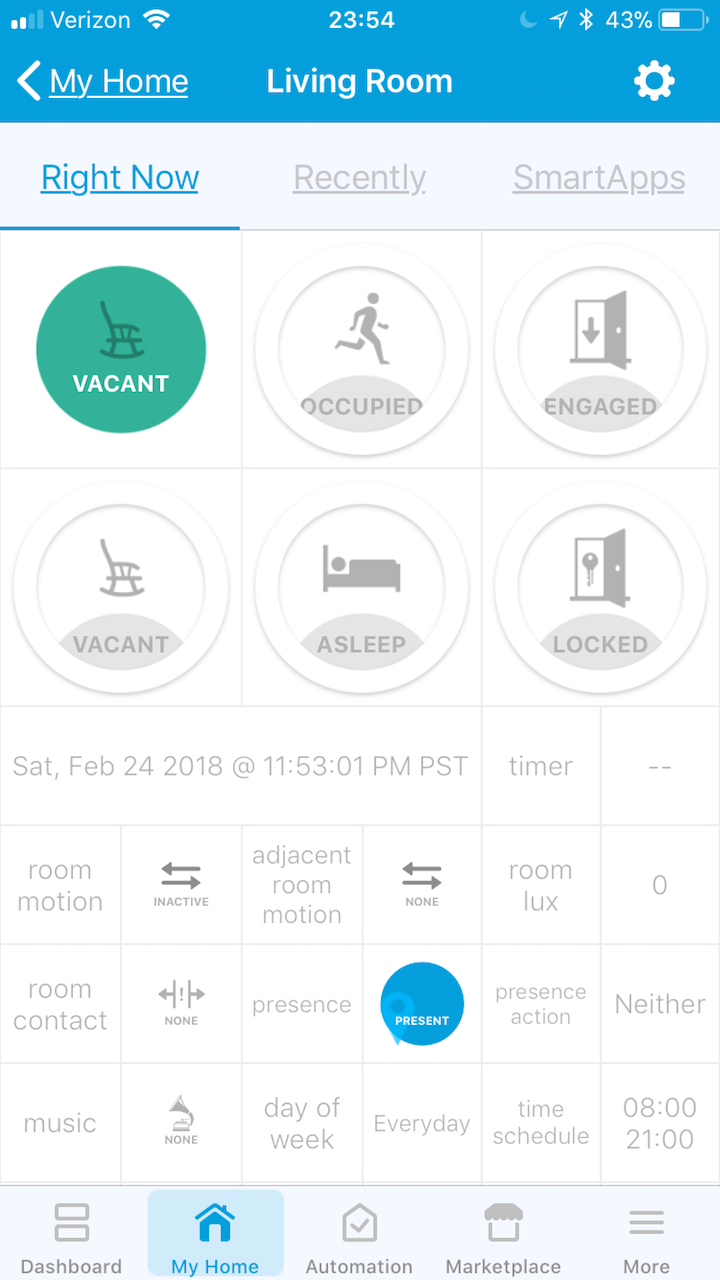 Verizon 23:54 43%
My Home Living Room
Right Now Recently SmartApps
VACANT OCCUPIED ENGAGED
VACANT ASLEEP LOCKED
Sat, Feb 24 2018 @ 11:53:01 PM PST timer --
room motion INACTIVE adjacent room motion NONE room lux 0
room contact NONE presence PRESENT presence action Neither
music NONE day of week Everyday time schedule 08:00 21:00
Dashboard My Home Automation Marketplace More